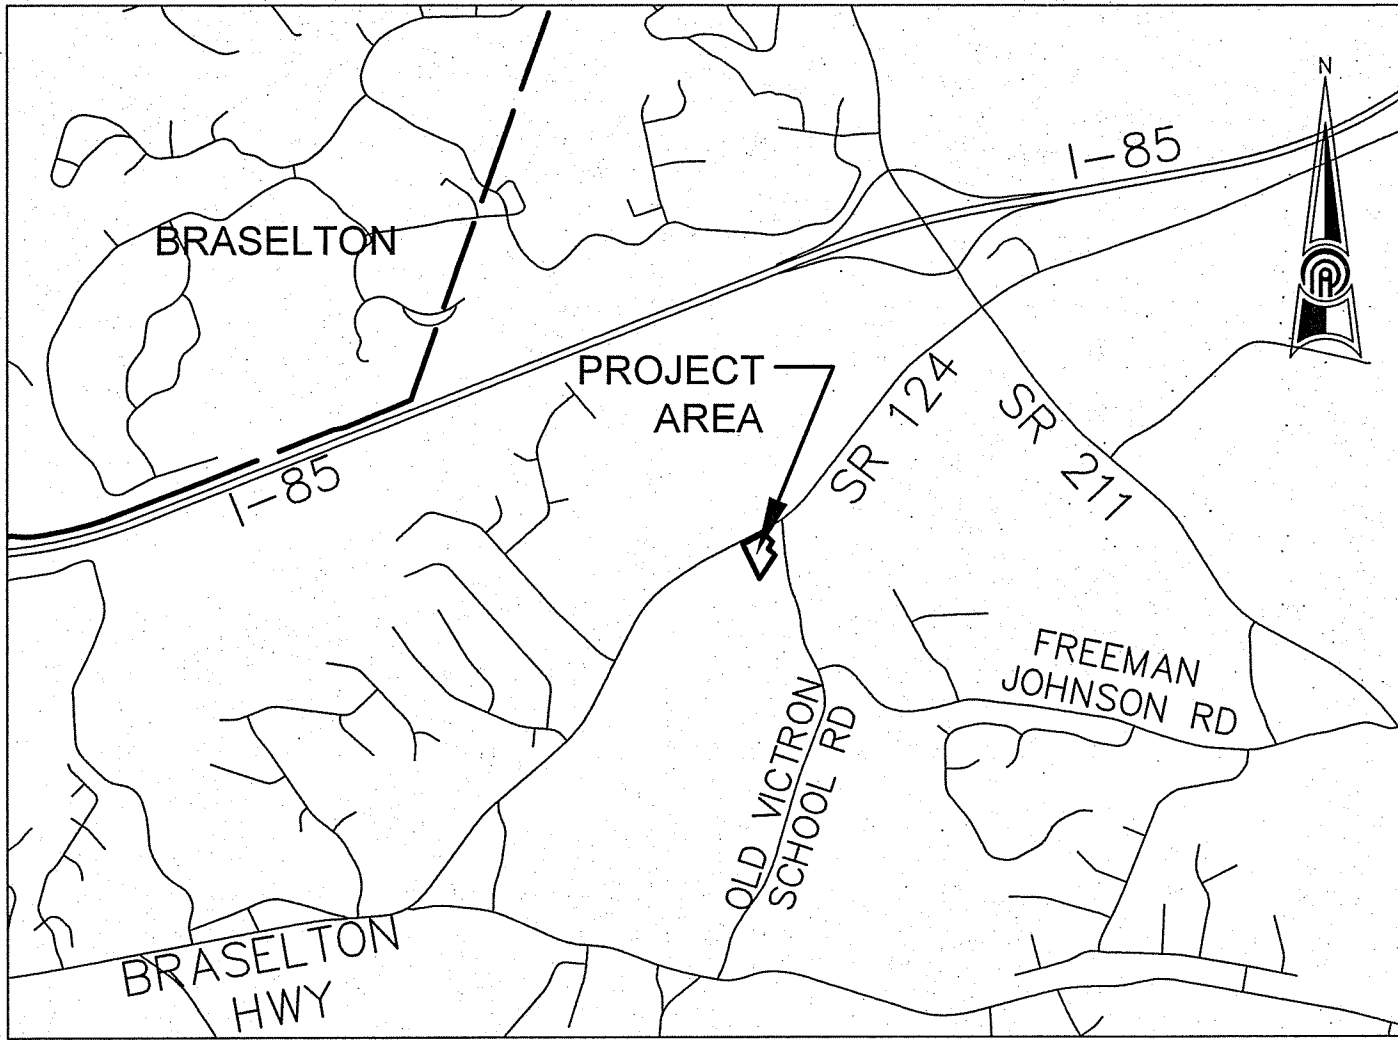 N
I-85
BRASELTON
PROJECT
AREA
SR 124
SR 211
I-85
FREEMAN
JOHNSON RD
OLD VICTRON
SCHOOL RD
BRASELTON
HWY